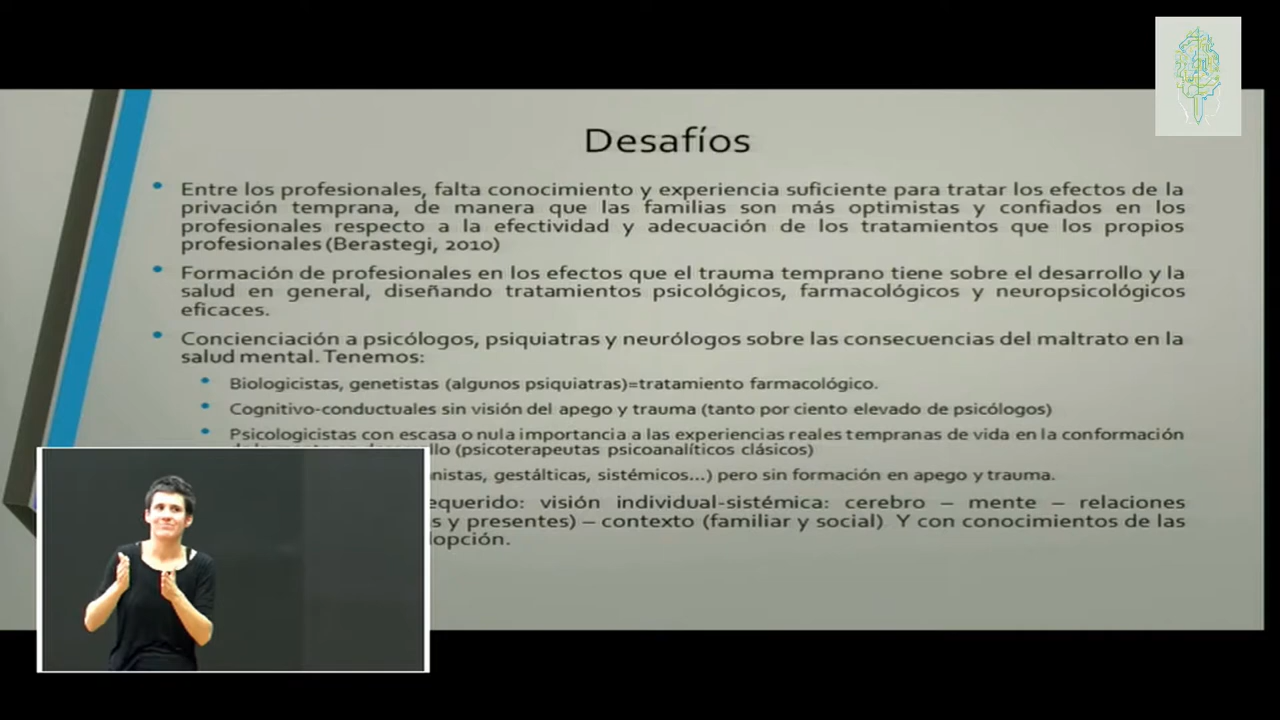 Desafíos
Entre los profesionales, falta conocimiento y experiencia suficiente para tratar los efectos de la
privación temprana, de manera que las familias son más optimistas y confiados en los
profesionales respecto a la efectividad y adecuación de los tratamientos que los propios
profesionales (Berastegi, 2010)
Formación de profesionales en los efectos que el trauma temprano tiene sobre el desarrollo y la
salud en general, diseñando tratamientos psicológicos, farmacológicos y neuropsicológicos
eficaces.
Concienciación a psicólogos, psiquiatras y neurólogos sobre las consecuencias del maltrato en la
salud mental. Tenemos:
Biologicistas, genetistas (algunos psiquiatras)=tratamiento farmacológico.
Cognitivo-conductuales sin visión del apego y trauma (tanto por ciento elevado de psicólogos)
Psicologicistas con escasa o nula importancia a las experiencias reales tempranas de vida en la conformación
(psicoterapeutas psicoanalíticos clásicos)
gestálticas, sistémicos...) pero sin formación en apego y trauma.
visión individual-sistémica: cerebro – mente – relaciones
y presentes) – contexto (familiar y social). Y con conocimientos de las